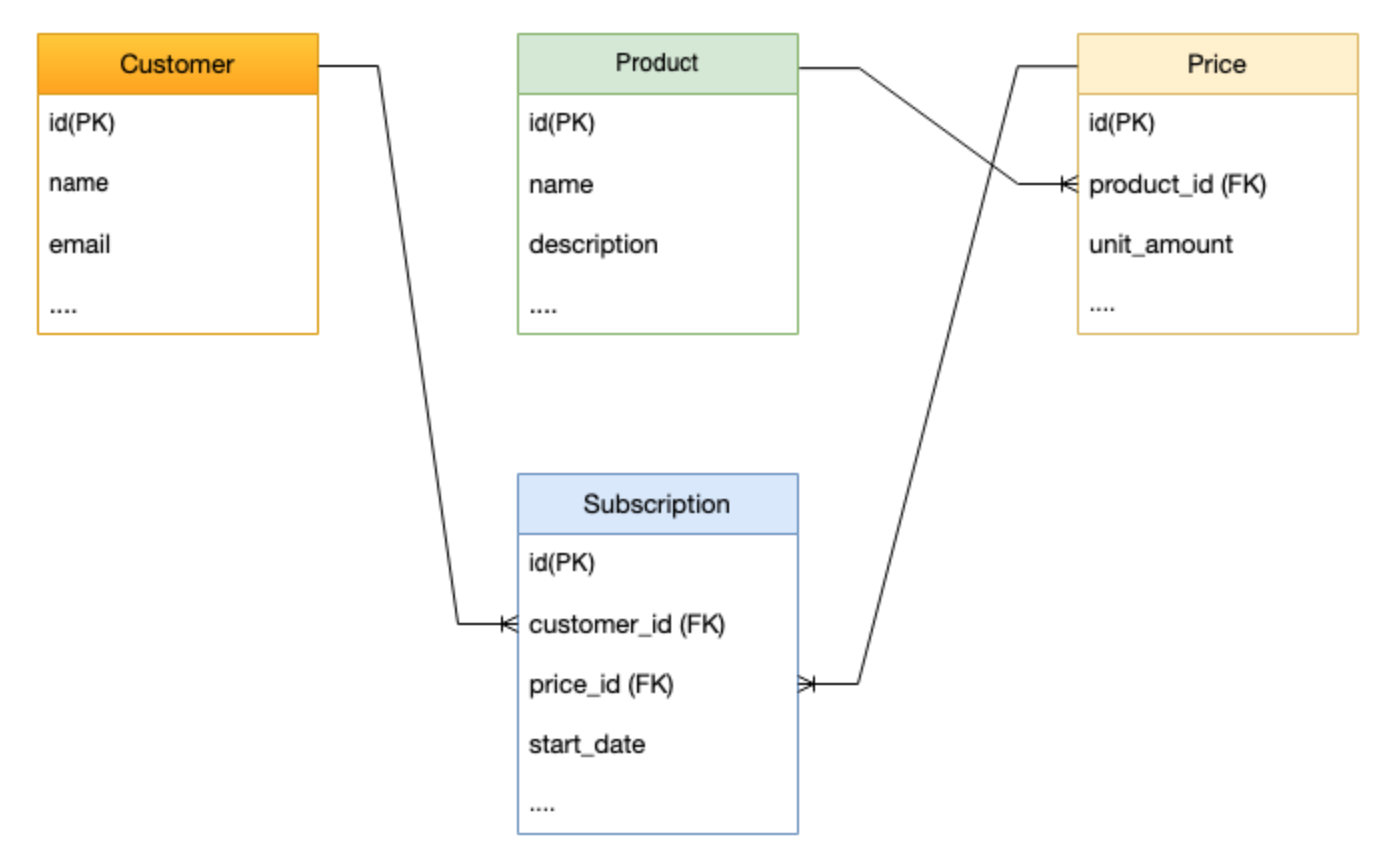 Customer
id(PK)
name
email
....
Product
id(PK)
name
description
....
Price
id(PK)
product_id (FK)
unit_amount
....
Subscription
id(PK)
customer_id (FK)
price_id (FK)
start_date
....